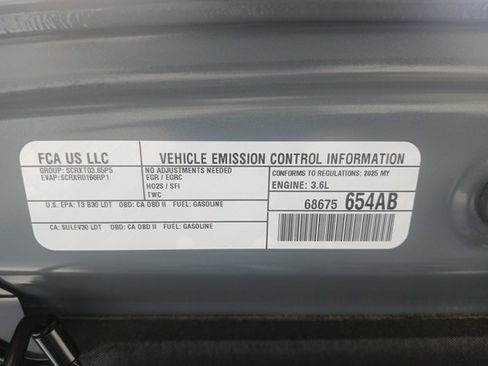 FCA US LLC
VEHICLE EMISSION CONTROL INFORMATION
GROUP: SCRXT03.65P5
EVAP: SCRXR0166RP1
NO ADJUSTMENTS NEEDED
EGR / EGRC
HO2S / SFI
TWC
CONFORMS TO REGULATIONS: 2025 MY
ENGINE: 3.6L
U.S. EPA: T3 B30 LDT OBD: CA OBD II FUEL: GASOLINE
68675 654AB
CA: SULEV30 LDT OBD: CA OBD II FUEL: GASOLINE